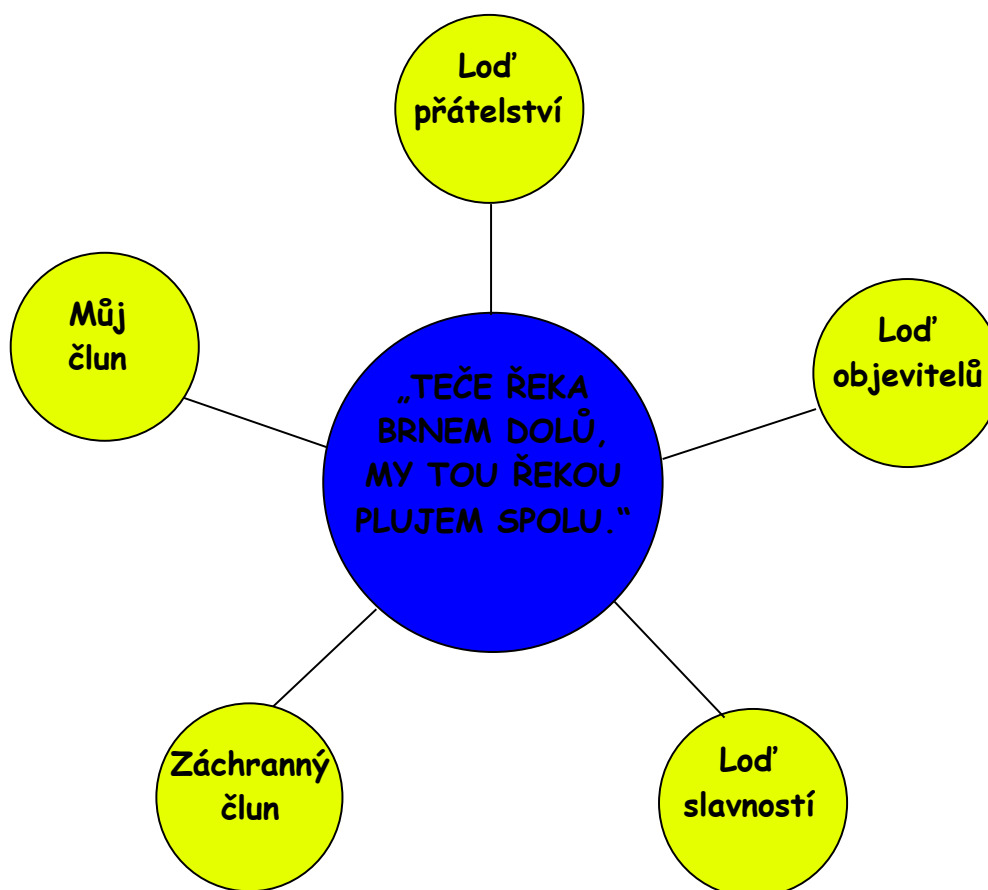 Loď
přátelství
Můj
člun
Loď
objevitelů
„TEČE ŘEKA
BRNEM DOLŮ,
MY TOU ŘEKOU
PLUJEM SPOLU.“
Záchranný
člun
Loď
slavností